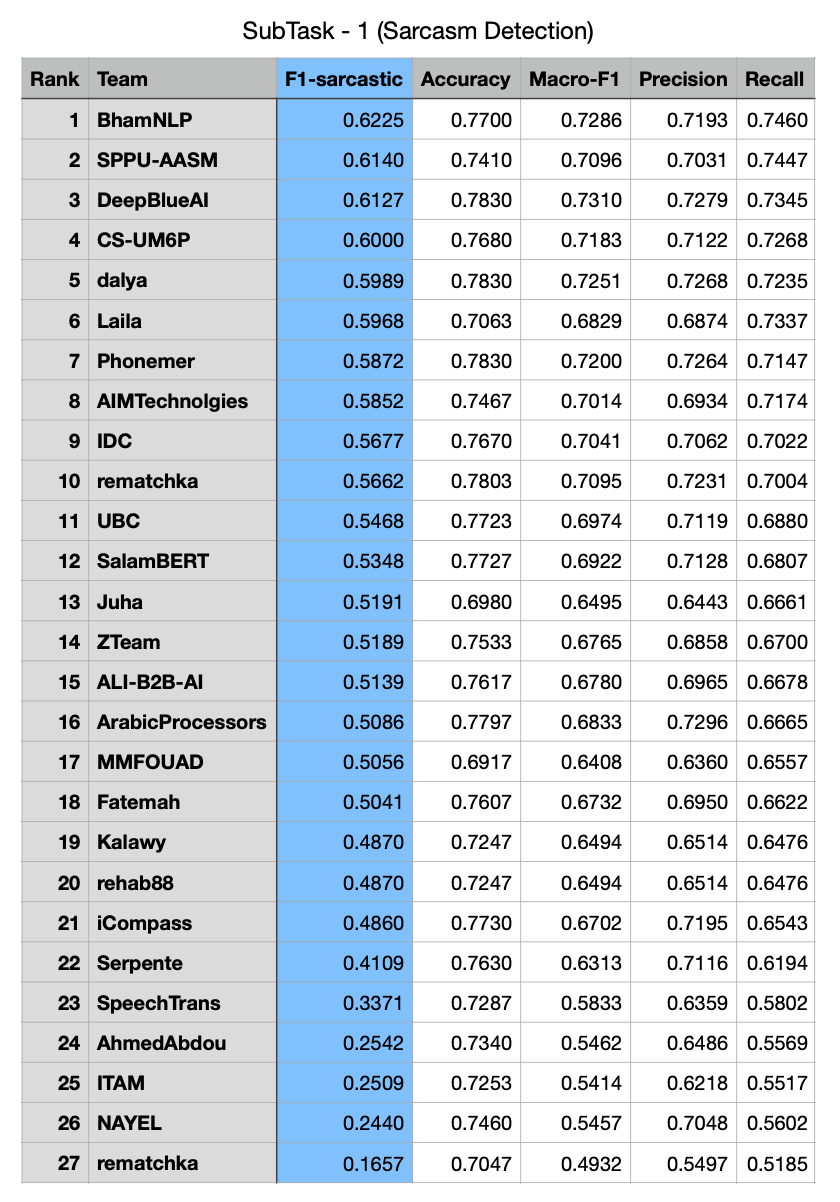 SubTask - 1 (Sarcasm Detection)
Rank Team F1-sarcastic Accuracy Macro-F1 Precision Recall
1 BhamNLP 0.6225 0.7700 0.7286 0.7193 0.7460
2 SPPU-AASM 0.6140 0.7410 0.7096 0.7031 0.7447
3 DeepBlueAI 0.6127 0.7830 0.7310 0.7279 0.7345
4 CS-UM6P 0.6000 0.7680 0.7183 0.7122 0.7268
5 dalya 0.5989 0.7830 0.7251 0.7268 0.7235
6 Laila 0.5968 0.7063 0.6829 0.6874 0.7337
7 Phonemer 0.5872 0.7830 0.7200 0.7264 0.7147
8 AIMTechnolgies 0.5852 0.7467 0.7014 0.6934 0.7174
9 IDC 0.5677 0.7670 0.7041 0.7062 0.7022
10 rematchka 0.5662 0.7803 0.7095 0.7231 0.7004
11 UBC 0.5468 0.7723 0.6974 0.7119 0.6880
12 SalamBERT 0.5348 0.7727 0.6922 0.7128 0.6807
13 Juha 0.5191 0.6980 0.6495 0.6443 0.6661
14 ZTeam 0.5189 0.7533 0.6765 0.6858 0.6700
15 ALI-B2B-AI 0.5139 0.7617 0.6780 0.6965 0.6678
16 ArabicProcessors 0.5086 0.7797 0.6833 0.7296 0.6665
17 MMFOUAD 0.5056 0.6917 0.6408 0.6360 0.6557
18 Fatemah 0.5041 0.7607 0.6732 0.6950 0.6622
19 Kalawy 0.4870 0.7247 0.6494 0.6514 0.6476
20 rehab88 0.4870 0.7247 0.6494 0.6514 0.6476
21 iCompass 0.4860 0.7730 0.6702 0.7195 0.6543
22 Serpente 0.4109 0.7630 0.6313 0.7116 0.6194
23 SpeechTrans 0.3371 0.7287 0.5833 0.6359 0.5802
24 AhmedAbdou 0.2542 0.7340 0.5462 0.6486 0.5569
25 ITAM 0.2509 0.7253 0.5414 0.6218 0.5517
26 NAYEL 0.2440 0.7460 0.5457 0.7048 0.5602
27 rematchka 0.1657 0.7047 0.4932 0.5497 0.5185